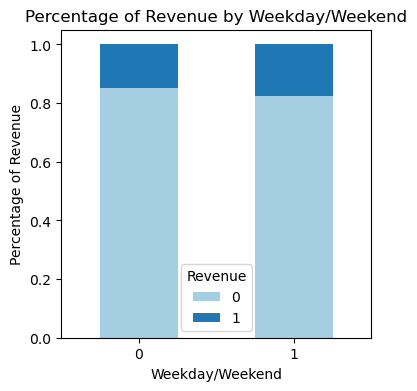 Percentage of Revenue by Weekday/Weekend
Percentage of Revenue
1.0
0.8
0.6
0.4
0.2
0.0
Revenue
0
1
0 1
Weekday/Weekend